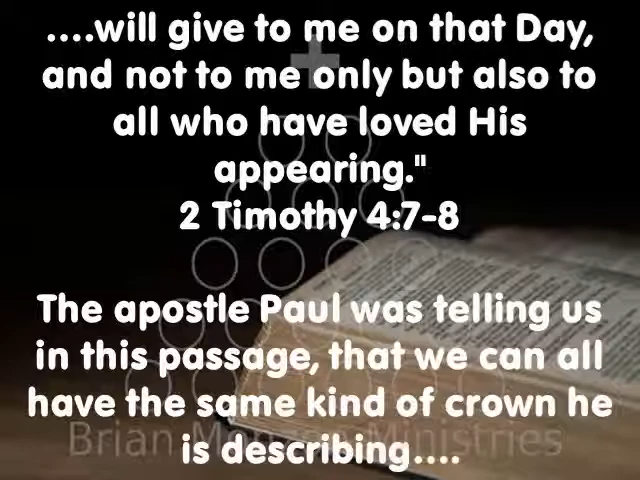 ....will give to me on that Day,
and not to me only but also to
all who have loved His
appearing."
2 Timothy 4:7-8
The apostle Paul was telling us
in this passage, that we can all
have the same kind of crown he
is describing....
Brian Ministries